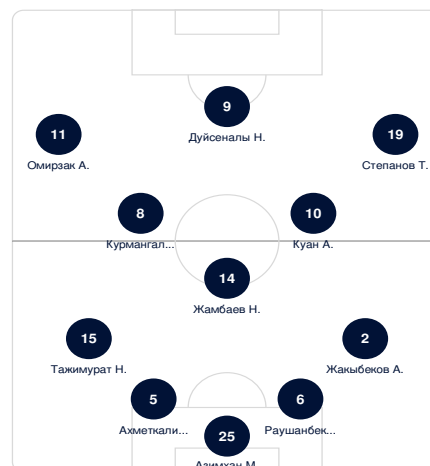 9
Дуйсеналы Н.
11
Омирзак А.
19
Степанов Т.
8
Курмангал...
10
Куан А.
14
Жамбаев Н.
15
Тажимурат Н.
2
Жакыбеков А.
5
Ахметкали...
6
Раушанбек...
25
Азимхан М.